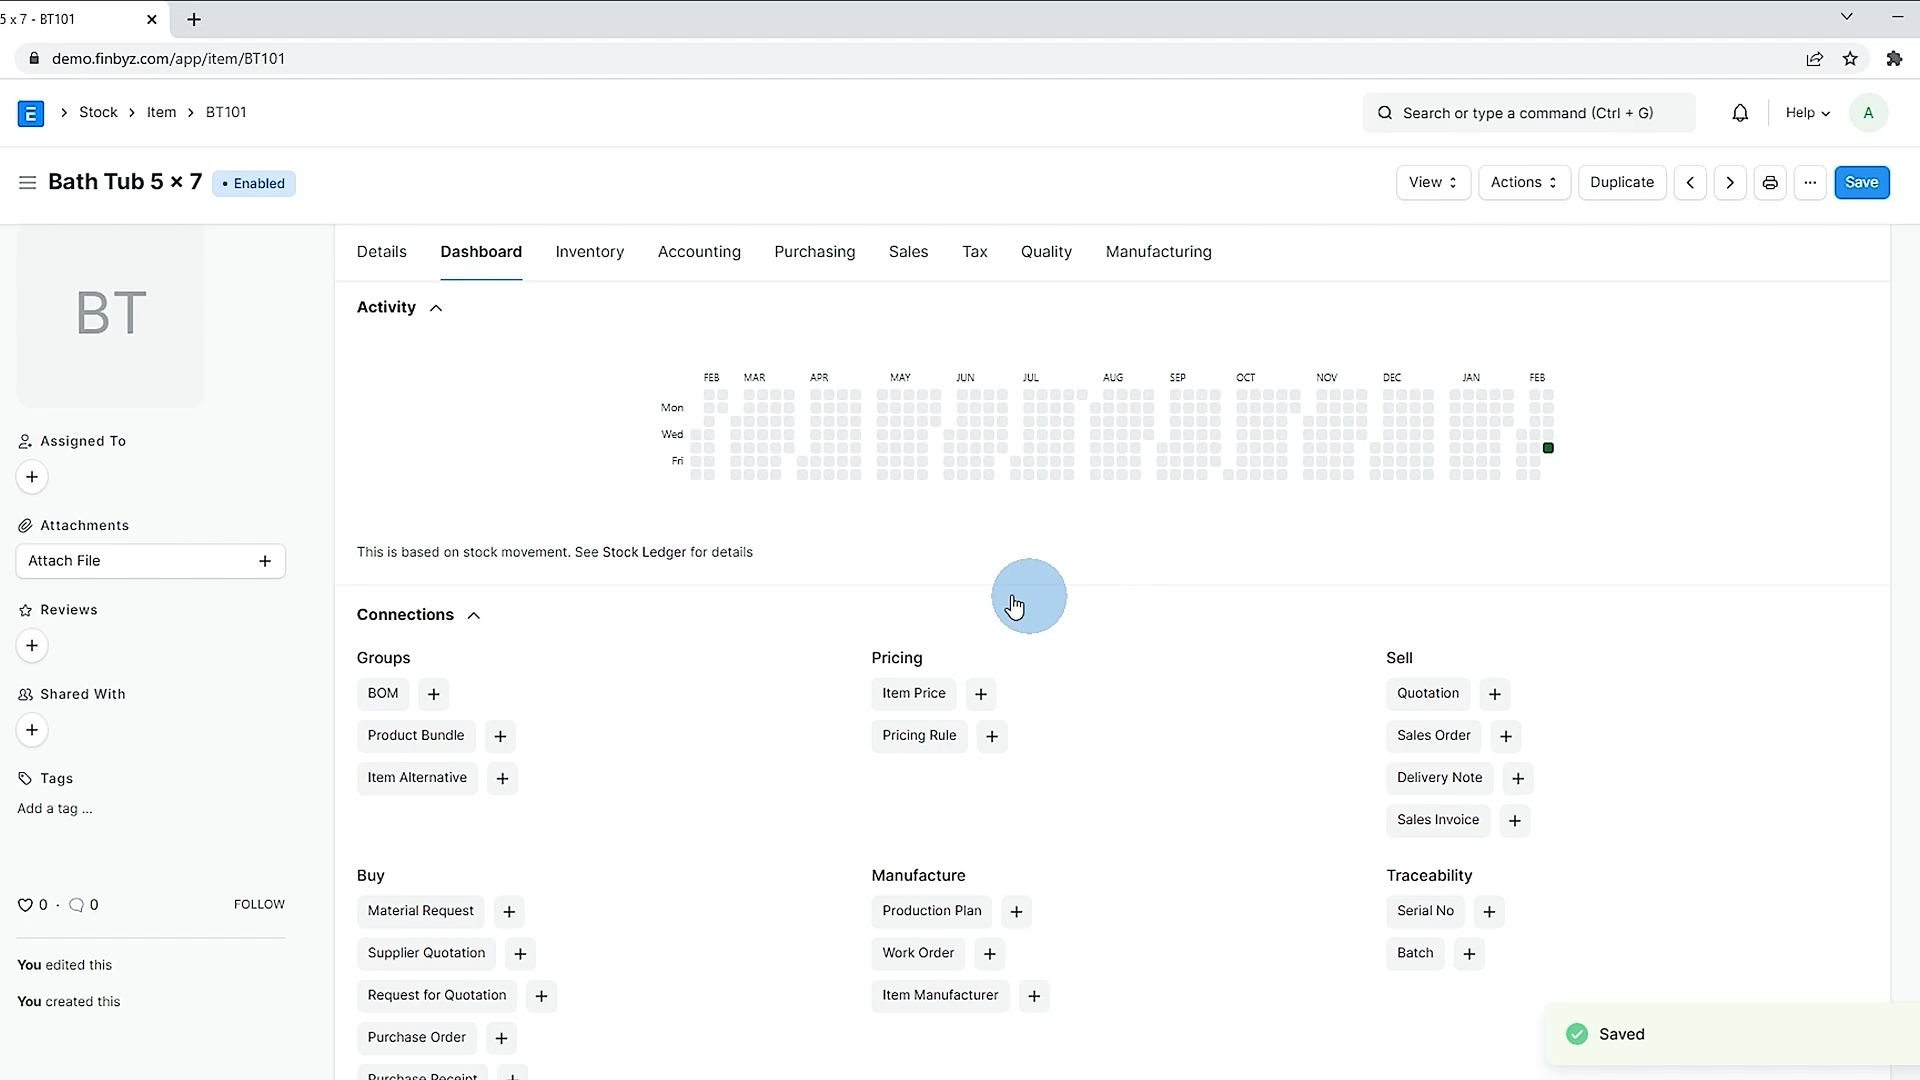 5 x 7 - BT101
demo.finbyz.com/app/item/BT101
Stock Item BT101
Search or type a command (Ctrl + G)
Help
A
Bath Tub 5 × 7
• Enabled
View
Actions
Duplicate
...
Save
BT
Assigned To
Attachments
Attach File
Reviews
Shared With
Tags
Add a tag ...
0 · 0
FOLLOW
You edited this
You created this
Details Dashboard Inventory Accounting Purchasing Sales Tax Quality Manufacturing
Activity
FEB MAR APR MAY JUN JUL AUG SEP OCT NOV DEC JAN FEB
Mon
Wed
Fri
This is based on stock movement. See Stock Ledger for details
Connections
Groups
BOM
Product Bundle
Item Alternative
Pricing
Item Price
Pricing Rule
Sell
Quotation
Sales Order
Delivery Note
Sales Invoice
Buy
Material Request
Supplier Quotation
Request for Quotation
Purchase Order
Purchase Receipt
Manufacture
Production Plan
Work Order
Item Manufacturer
Traceability
Serial No
Batch
Saved